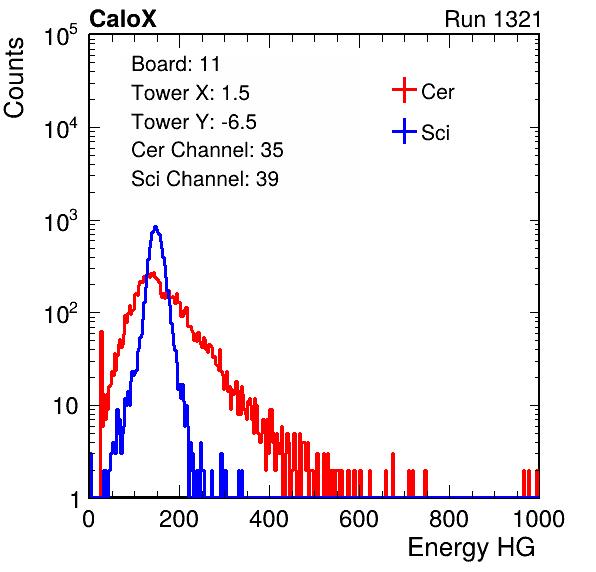 CaloX Run 1321
Counts
10^5
10^4
10^3
10^2
10
1
Board: 11
Tower X: 1.5
Tower Y: -6.5
Cer Channel: 35
Sci Channel: 39
Cer
Sci
0 200 400 600 800 1000
Energy HG